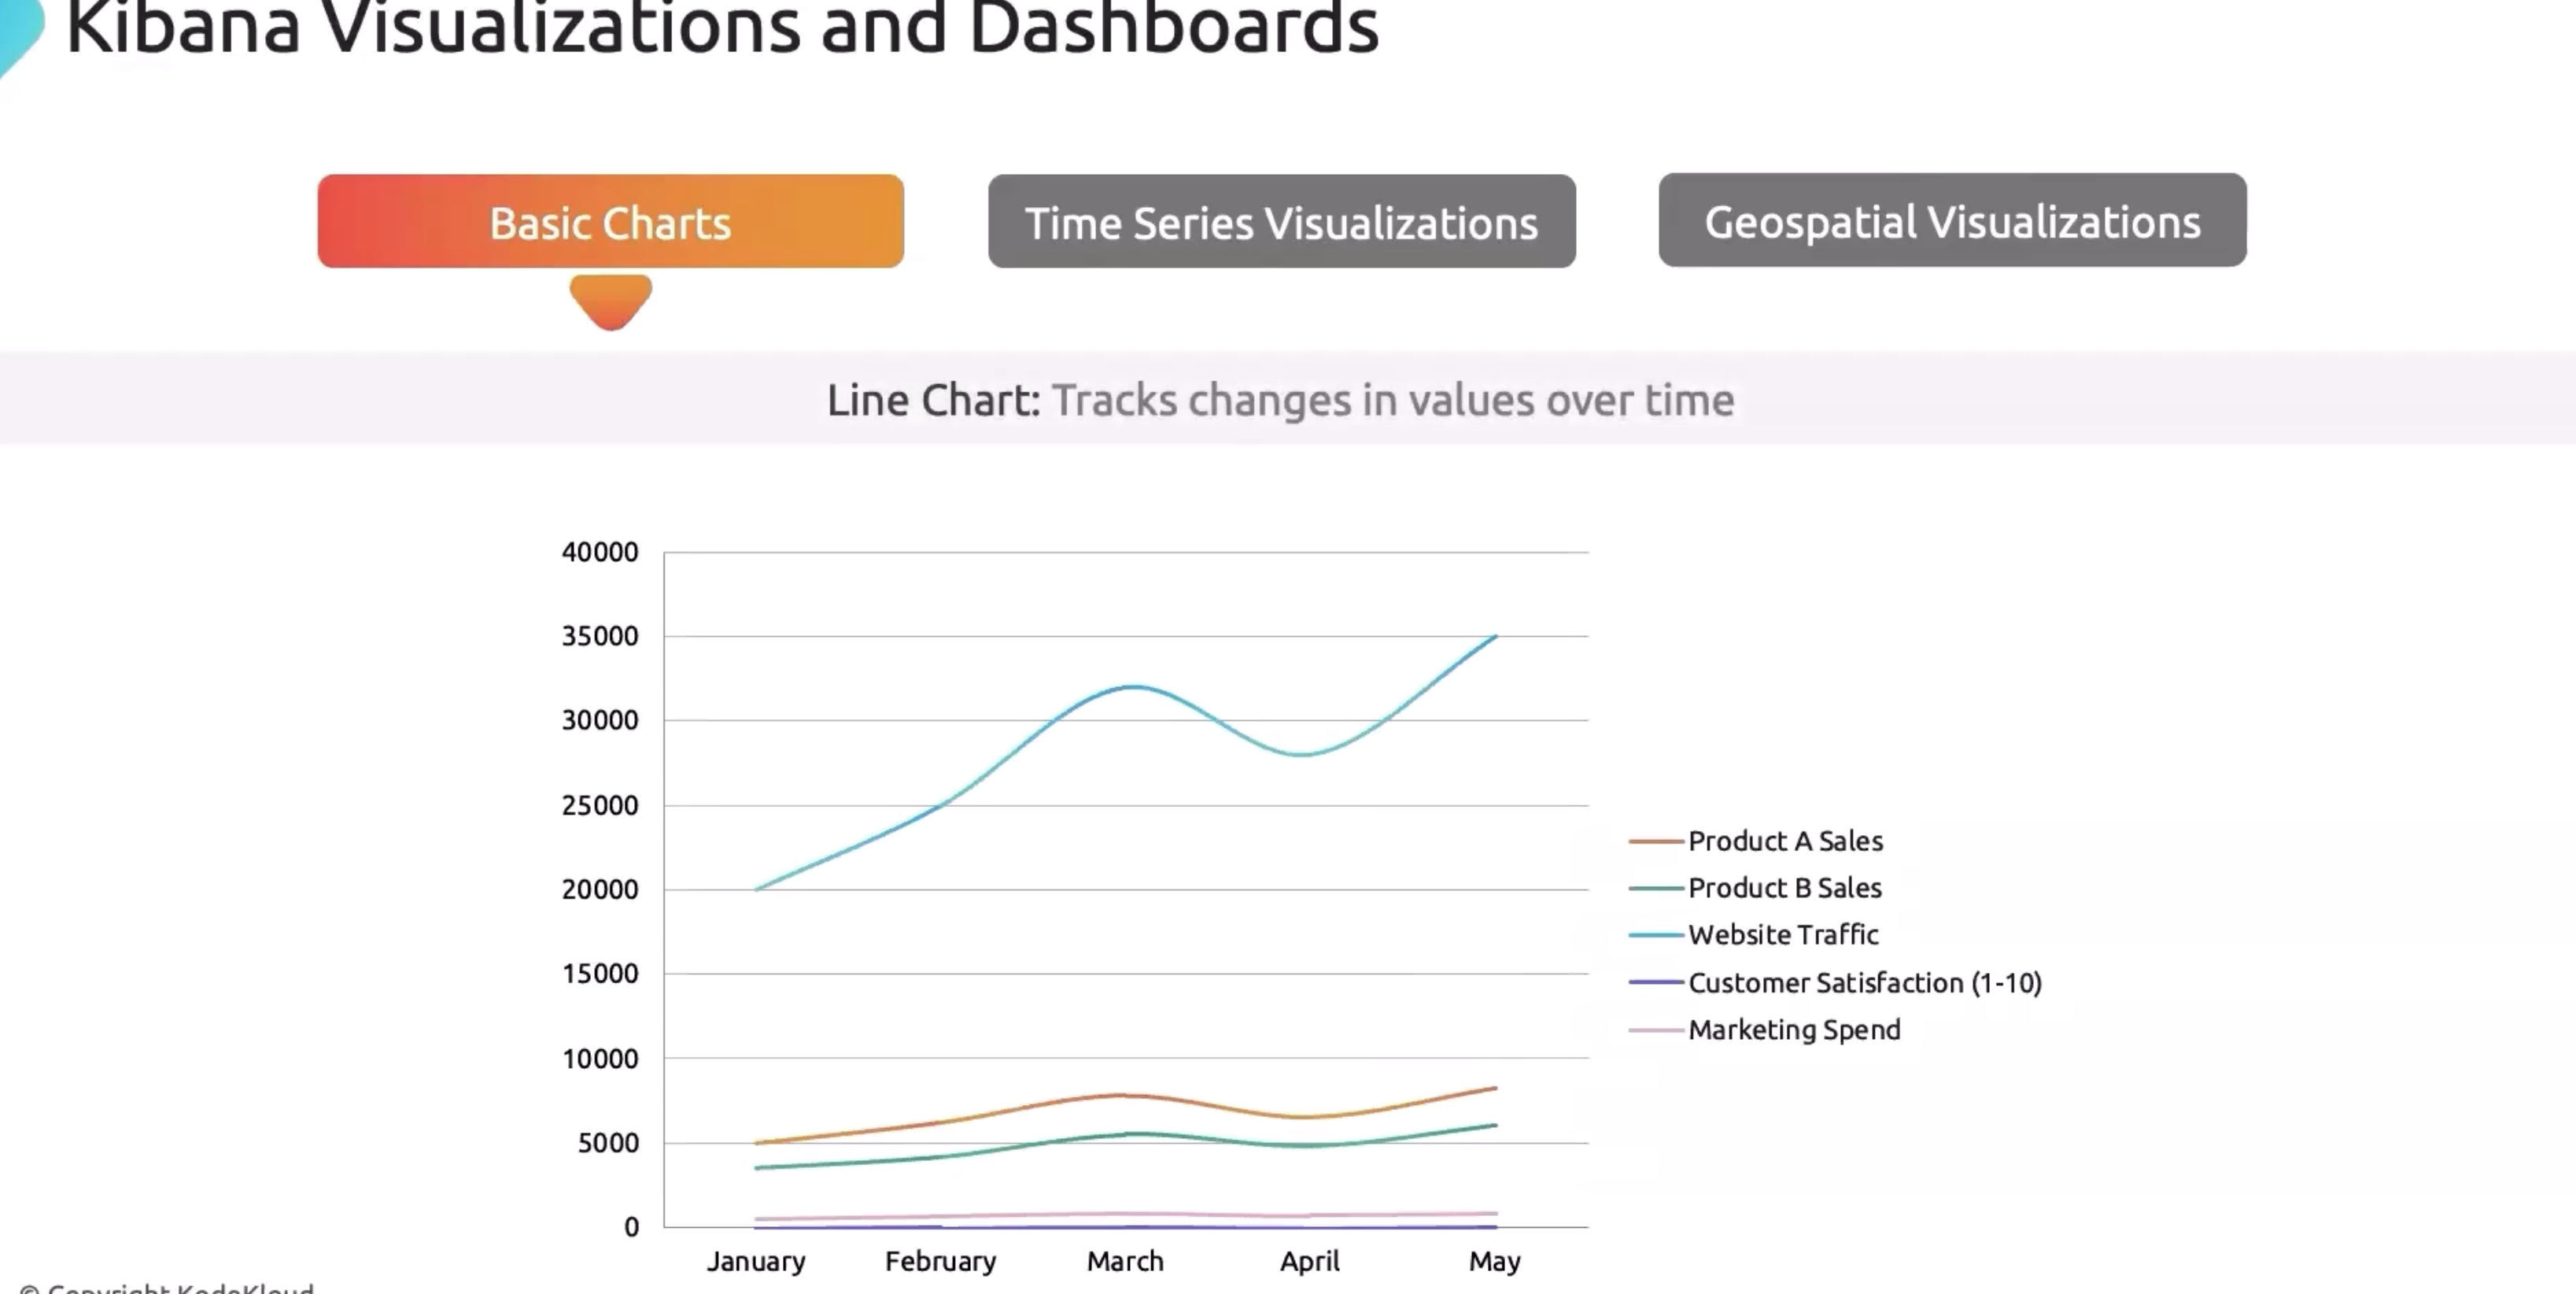 Kibana Visualizations and Dashboards
Basic Charts
Time Series Visualizations
Geospatial Visualizations
Line Chart: Tracks changes in values over time
40000
35000
30000
25000
20000
15000
10000
5000
0
January
February
March
April
May
Product A Sales
Product B Sales
Website Traffic
Customer Satisfaction (1-10)
Marketing Spend
© Copyright KodeKloud